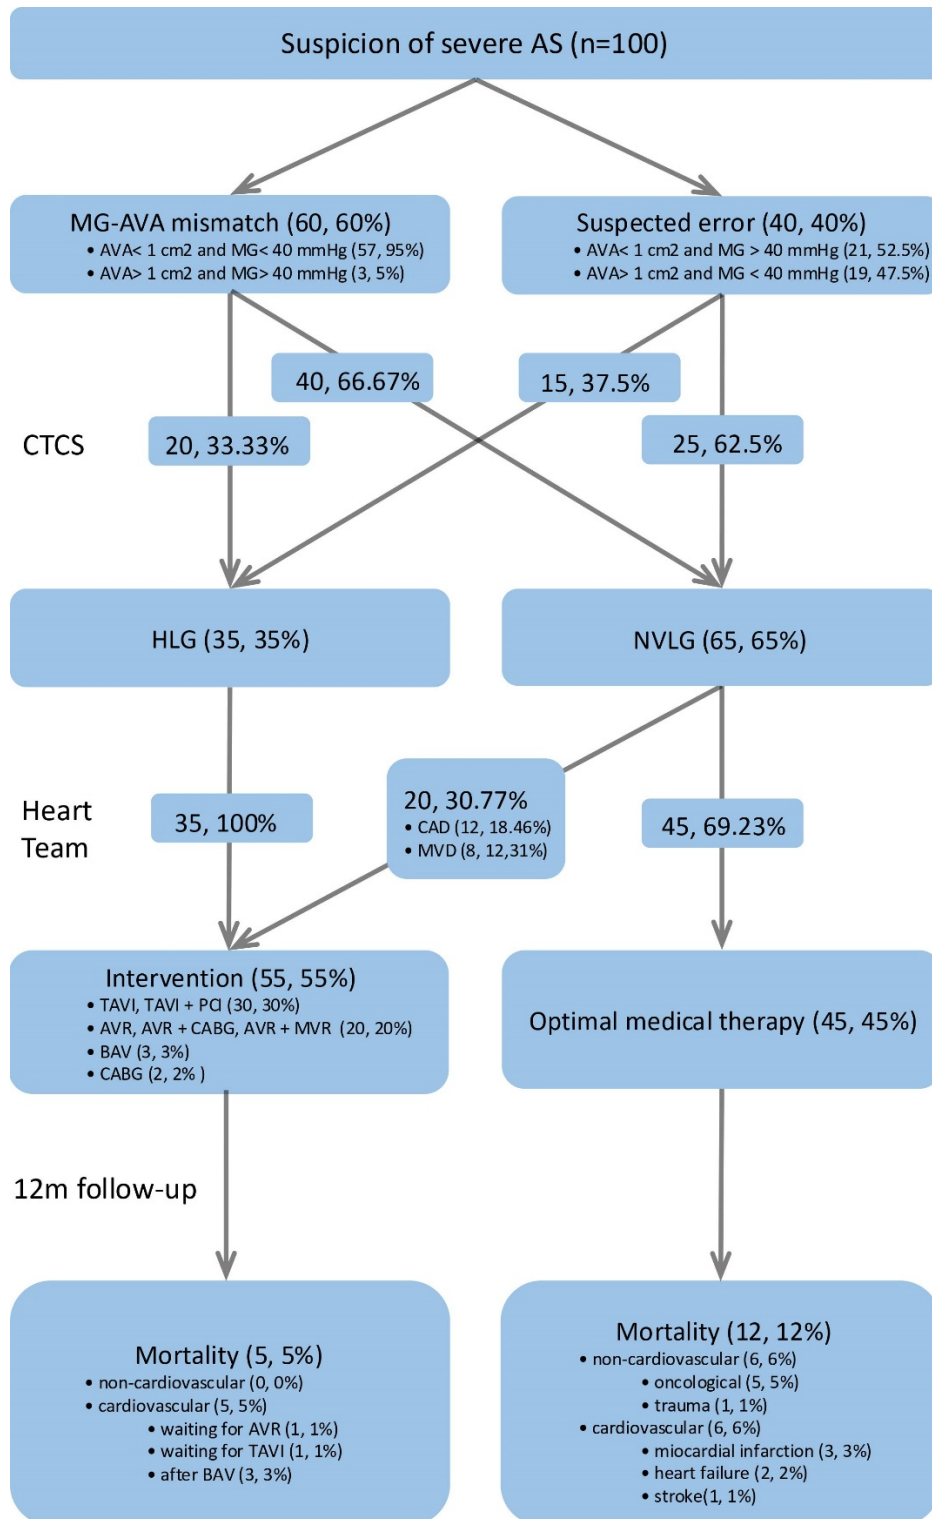 Suspicion of severe AS (n=100)
MG-AVA mismatch (60, 60%)
• AVA< 1 cm2 and MG< 40 mmHg (57, 95%)
• AVA> 1 cm2 and MG> 40 mmHg (3, 5%)
Suspected error (40, 40%)
• AVA< 1 cm2 and MG > 40 mmHg (21, 52.5%)
• AVA> 1 cm2 and MG < 40 mmHg (19, 47.5%)
40, 66.67%
15, 37.5%
CTCS
20, 33.33%
25, 62.5%
HLG (35, 35%)
NVLG (65, 65%)
Heart
Team
35, 100%
20, 30.77%
• CAD (12, 18.46%)
• MVD (8, 12,31%)
45, 69.23%
Intervention (55, 55%)
• TAVI, TAVI + PCI (30, 30%)
• AVR, AVR + CABG, AVR + MVR (20, 20%)
• BAV (3, 3%)
• CABG (2, 2% )
Optimal medical therapy (45, 45%)
12m follow-up
Mortality (5, 5%)
• non-cardiovascular (0, 0%)
• cardiovascular (5, 5%)
• waiting for AVR (1, 1%)
• waiting for TAVI (1, 1%)
• after BAV (3, 3%)
Mortality (12, 12%)
• non-cardiovascular (6, 6%)
• oncological (5, 5%)
• trauma (1, 1%)
• cardiovascular (6, 6%)
• miocardial infarction (3, 3%)
• heart failure (2, 2%)
• stroke(1, 1%)